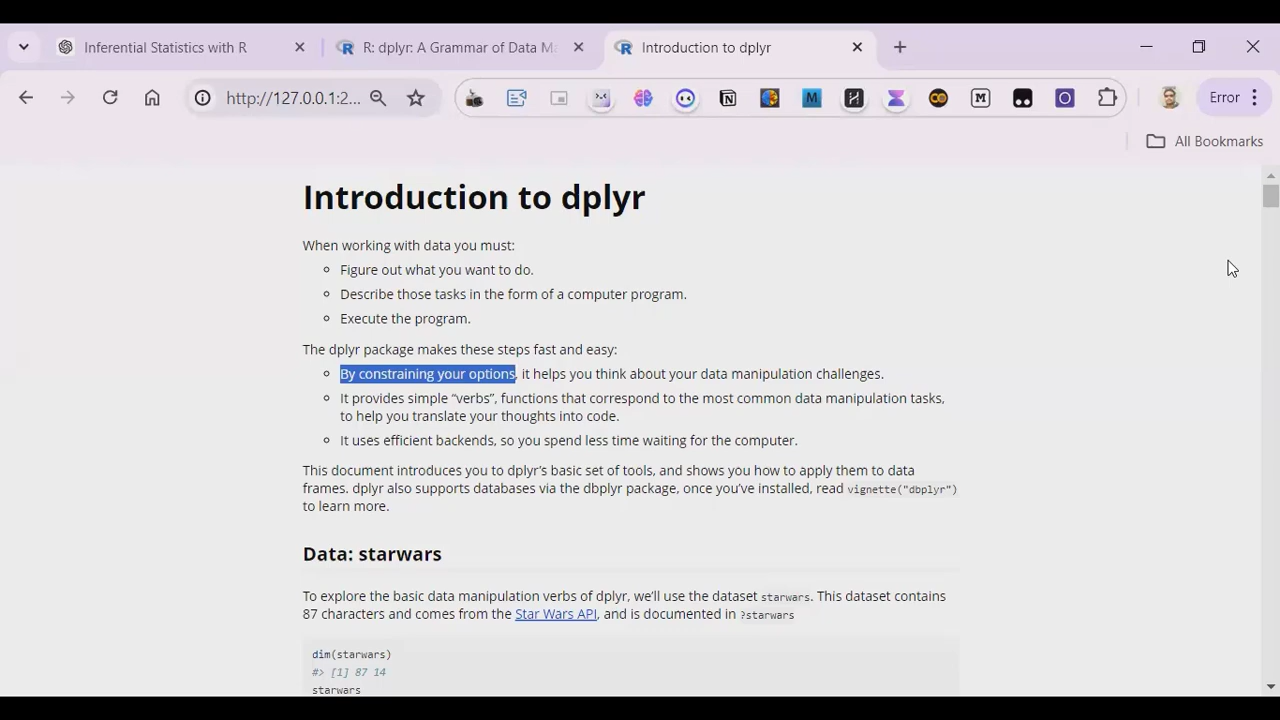 Inferential Statistics with R
R: dplyr: A Grammar of Data M
Introduction to dplyr
http://127.0.0.1:2...
Error
All Bookmarks
Introduction to dplyr
When working with data you must:
Figure out what you want to do.
Describe those tasks in the form of a computer program.
Execute the program.
The dplyr package makes these steps fast and easy:
By constraining your options, it helps you think about your data manipulation challenges.
It provides simple “verbs”, functions that correspond to the most common data manipulation tasks,
to help you translate your thoughts into code.
It uses efficient backends, so you spend less time waiting for the computer.
This document introduces you to dplyr’s basic set of tools, and shows you how to apply them to data
frames. dplyr also supports databases via the dbplyr package, once you’ve installed, read vignette("dbplyr")
to learn more.
Data: starwars
To explore the basic data manipulation verbs of dplyr, we’ll use the dataset starwars. This dataset contains
87 characters and comes from the Star Wars API, and is documented in ?starwars
dim(starwars)
#> [1] 87 14
starwars